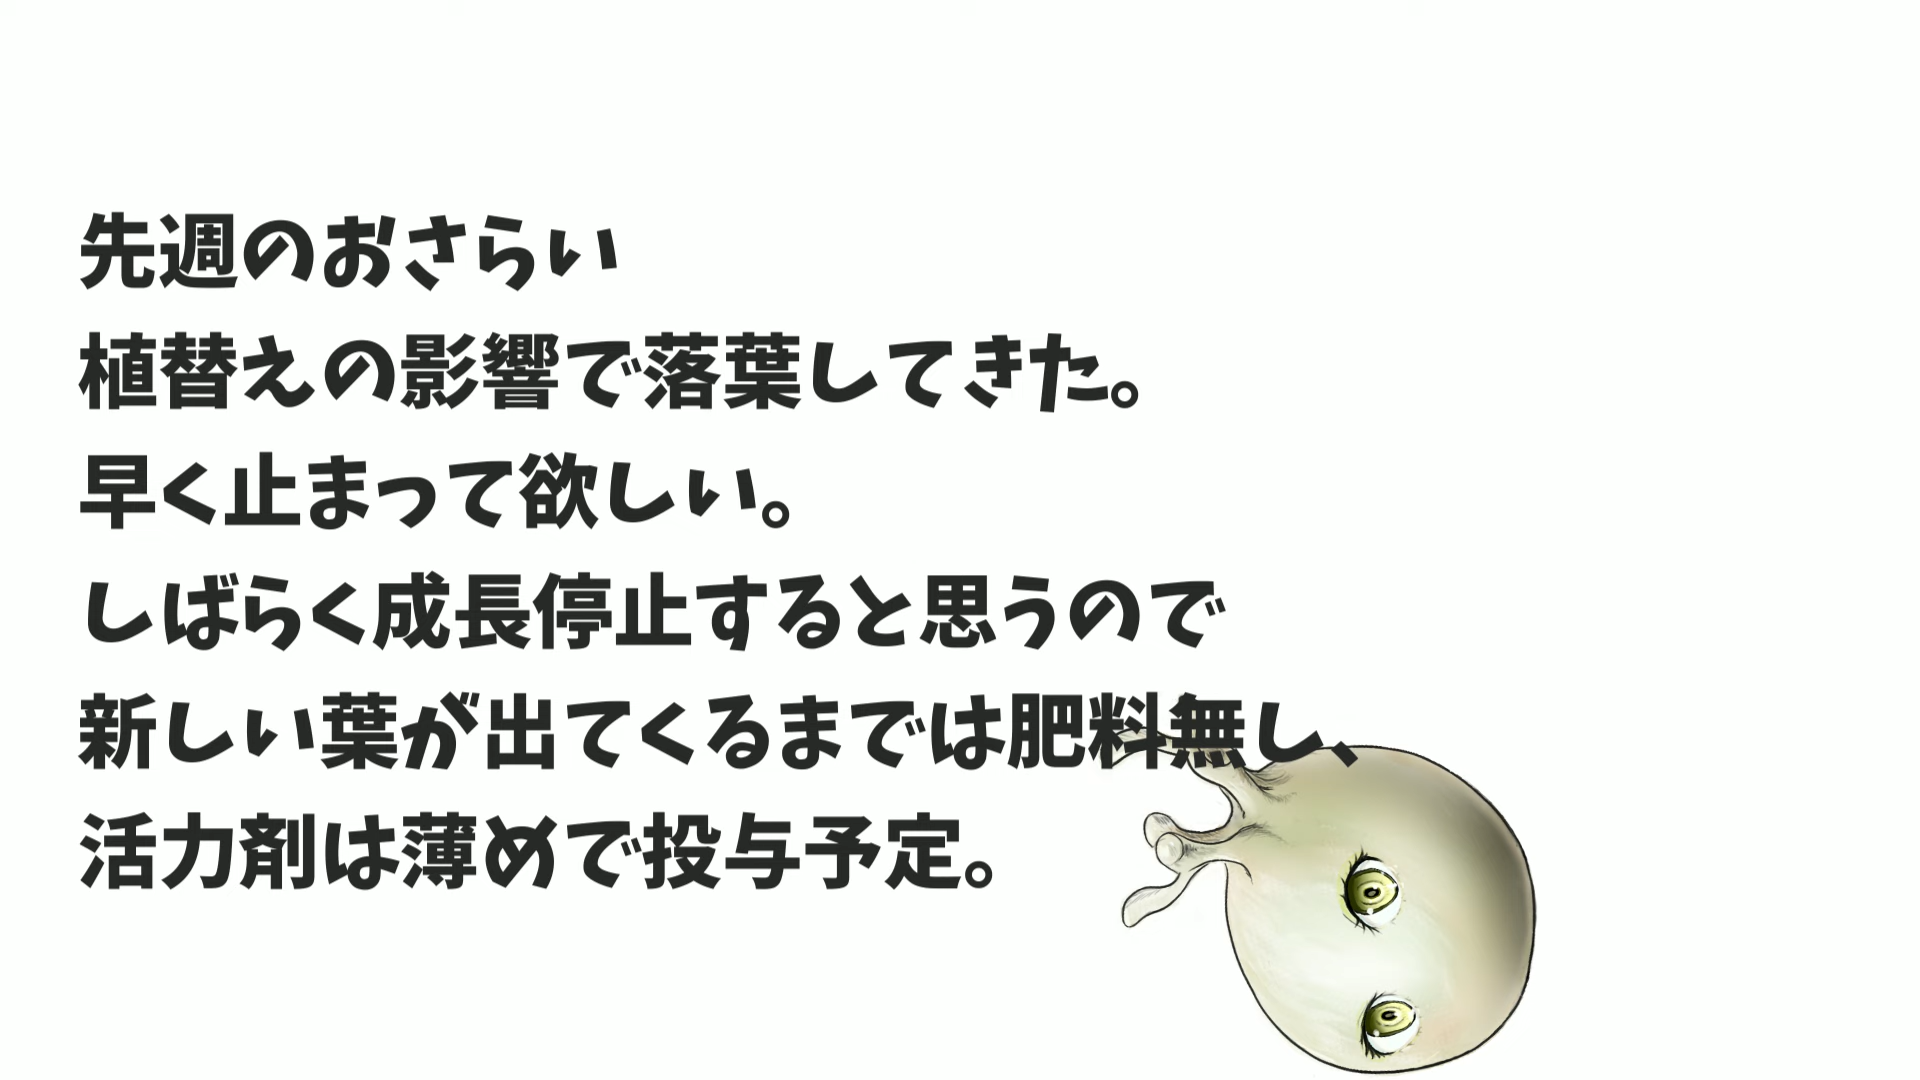 先週のおさらい
植替えの影響で落葉してきた。
早く止まって欲しい。
しばらく成長停止すると思うので
新しい葉が出てくるまでは肥料無し、
活力剤は薄めで投与予定。